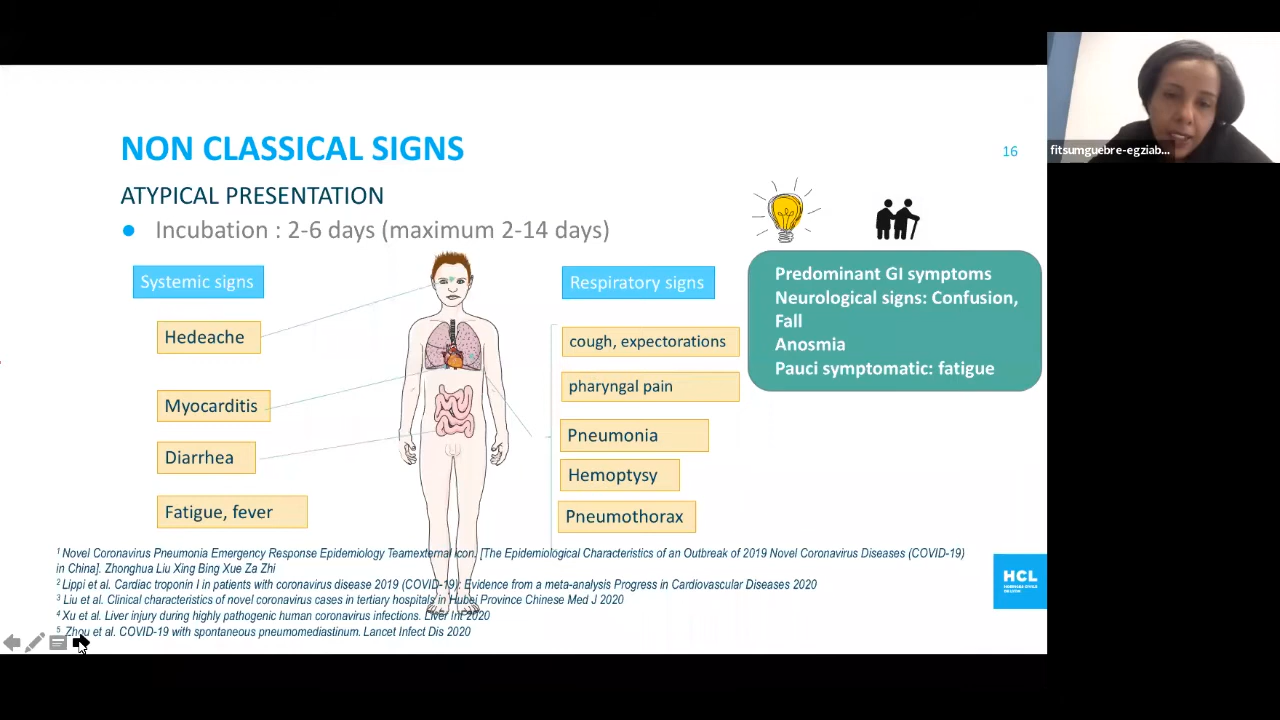 NON CLASSICAL SIGNS
16
fitsumguebre-egziab...
ATYPICAL PRESENTATION
● Incubation : 2-6 days (maximum 2-14 days)
Systemic signs
Hedeache
Myocarditis
Diarrhea
Fatigue, fever
Respiratory signs
cough, expectorations
pharyngal pain
Pneumonia
Hemoptysy
Pneumothorax
Predominant GI symptoms
Neurological signs: Confusion,
Fall
Anosmia
Pauci symptomatic: fatigue
1 Novel Coronavirus Pneumonia Emergency Response Epidemiology Teamexternal icon. [The Epidemiological Characteristics of an Outbreak of 2019 Novel Coronavirus Diseases (COVID-19)
in China]. Zhonghua Liu Xing Bing Xue Za Zhi
2 Lippi et al. Cardiac troponin I in patients with coronavirus disease 2019 (COVID-19): Evidence from a meta-analysis Progress in Cardiovascular Diseases 2020
3 Liu et al. Clinical characteristics of novel coronavirus cases in tertiary hospitals in Hubei Province Chinese Med J 2020
4 Xu et al. Liver injury during highly pathogenic human coronavirus infections. Liver Int 2020
5 Zhou et al. COVID-19 with spontaneous pneumomediastinum. Lancet Infect Dis 2020
HCL